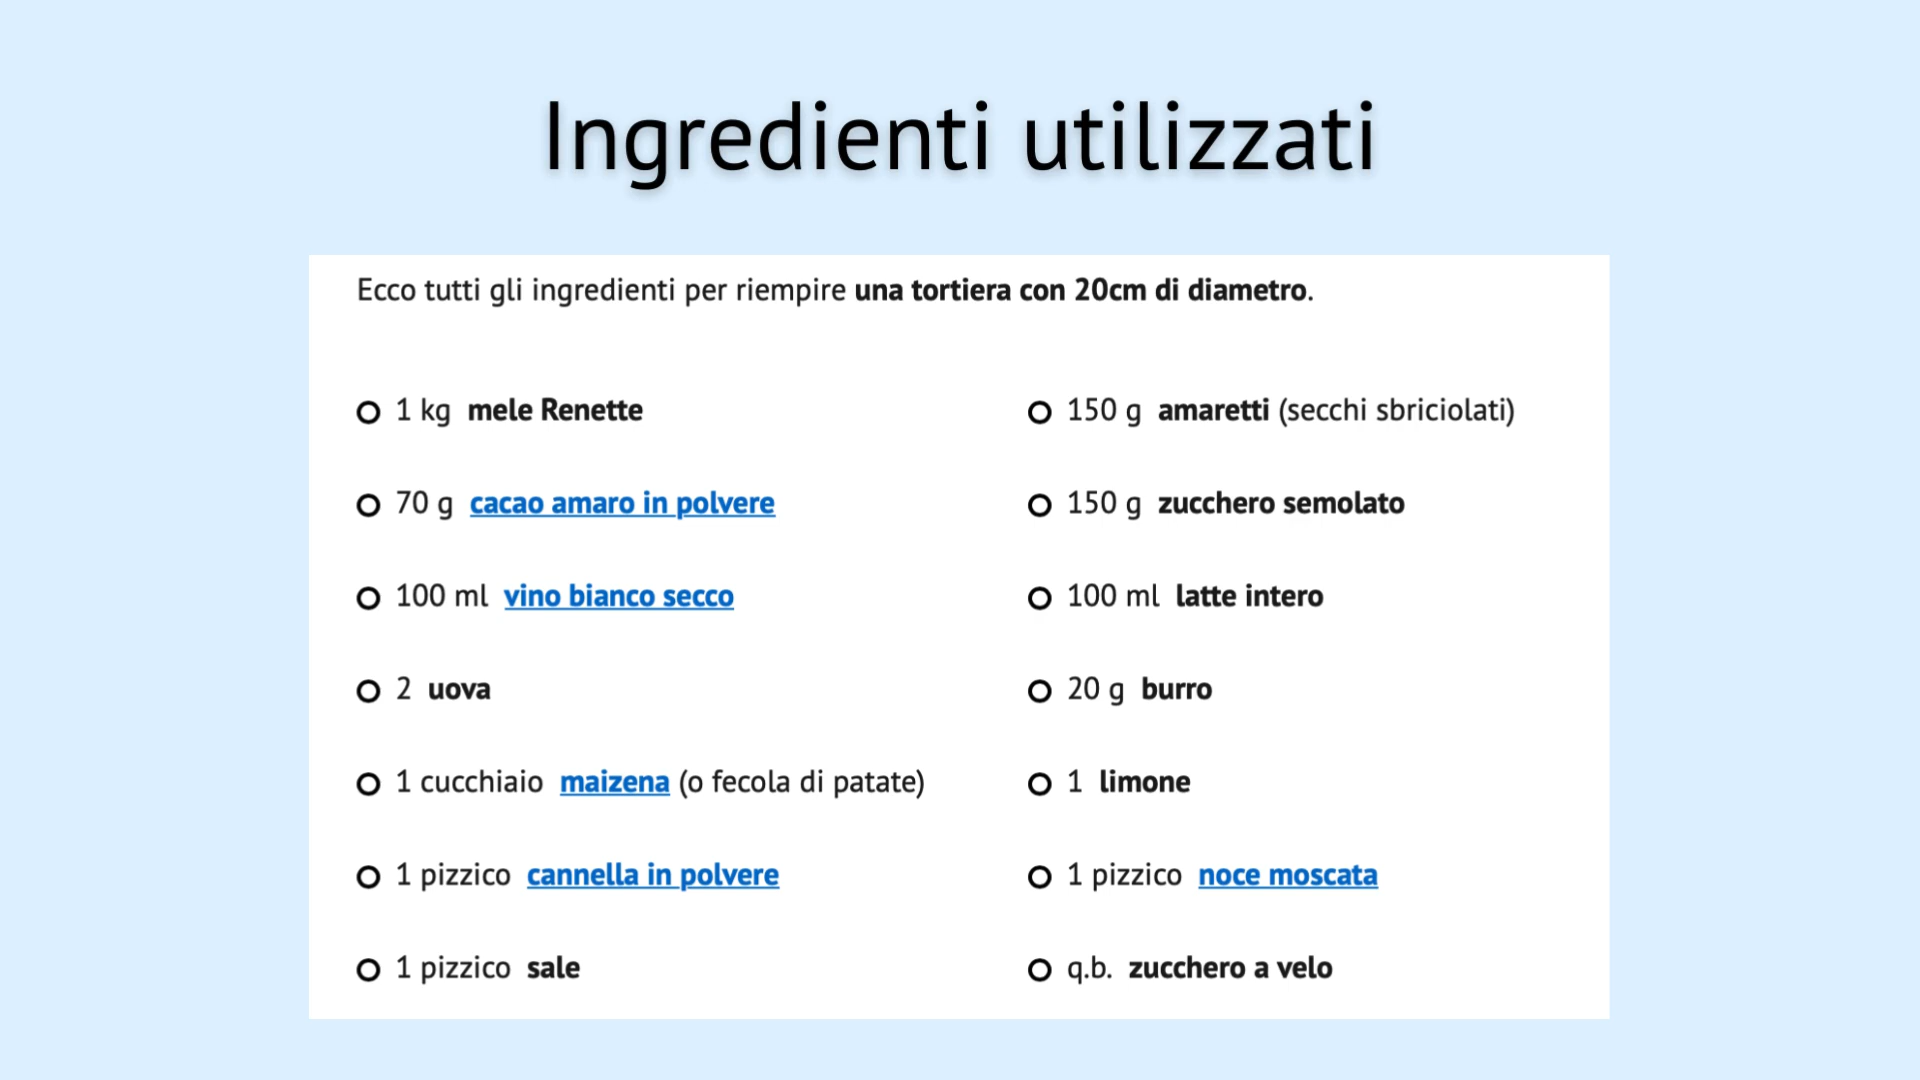 Ingredienti utilizzati
Ecco tutti gli ingredienti per riempire una tortiera con 20cm di diametro.
1 kg mele Renette
150 g amaretti (secchi sbriciolati)
70 g cacao amaro in polvere
150 g zucchero semolato
100 ml vino bianco secco
100 ml latte intero
2 uova
20 g burro
1 cucchiaio maizena (o fecola di patate)
1 limone
1 pizzico cannella in polvere
1 pizzico noce moscata
1 pizzico sale
q.b. zucchero a velo